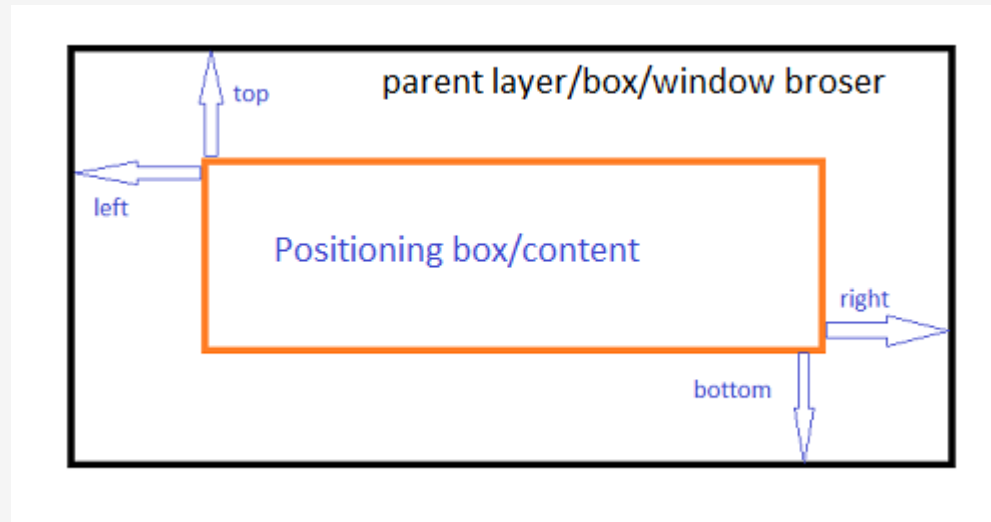 parent layer/box/window broser
top
left
Positioning box/content
right
bottom